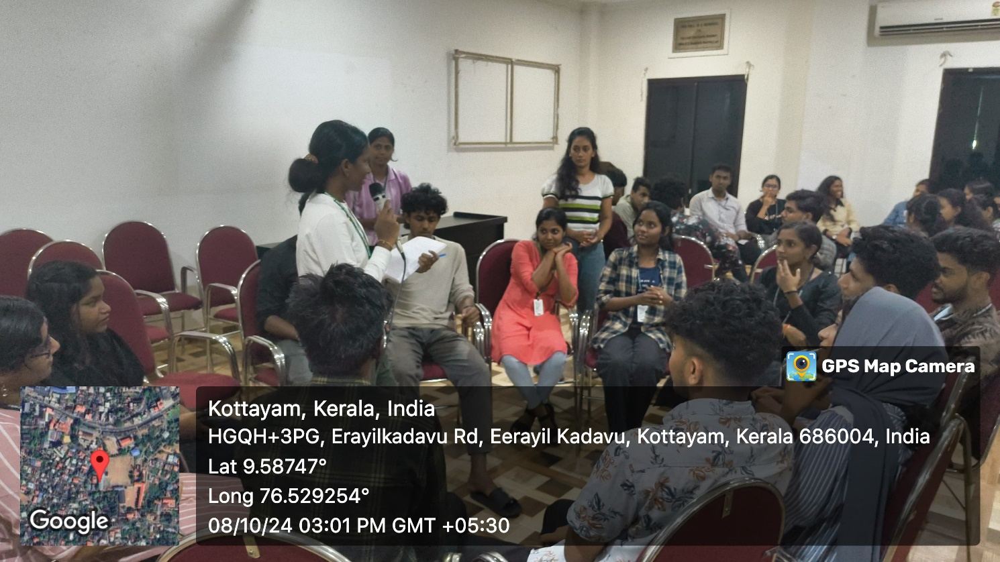 GPS Map Camera
Kottayam, Kerala, India
HGQH+3PG, Erayilkadavu Rd, Eerayil Kadavu, Kottayam, Kerala 686004, India
Lat 9.58747°
Long 76.529254°
08/10/24 03:01 PM GMT +05:30
Google